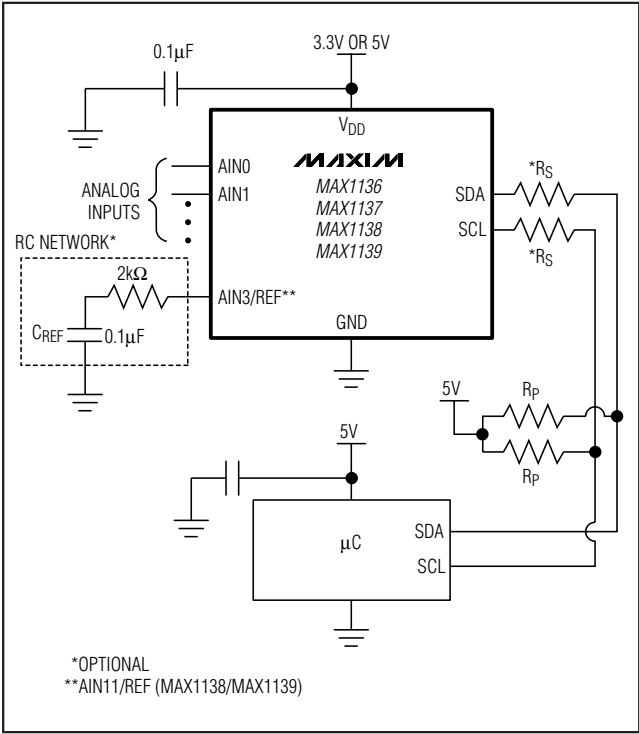 0.1μF
3.3V OR 5V
VDD
MAXIM
MAX1136
MAX1137
MAX1138
MAX1139
ANALOG
INPUTS
AIN0
AIN1
SDA
SCL
*RS
*RS
RC NETWORK*
2kΩ
CREF
0.1μF
AIN3/REF**
GND
5V
RP
RP
5V
μC
SDA
SCL
*OPTIONAL
**AIN11/REF (MAX1138/MAX1139)